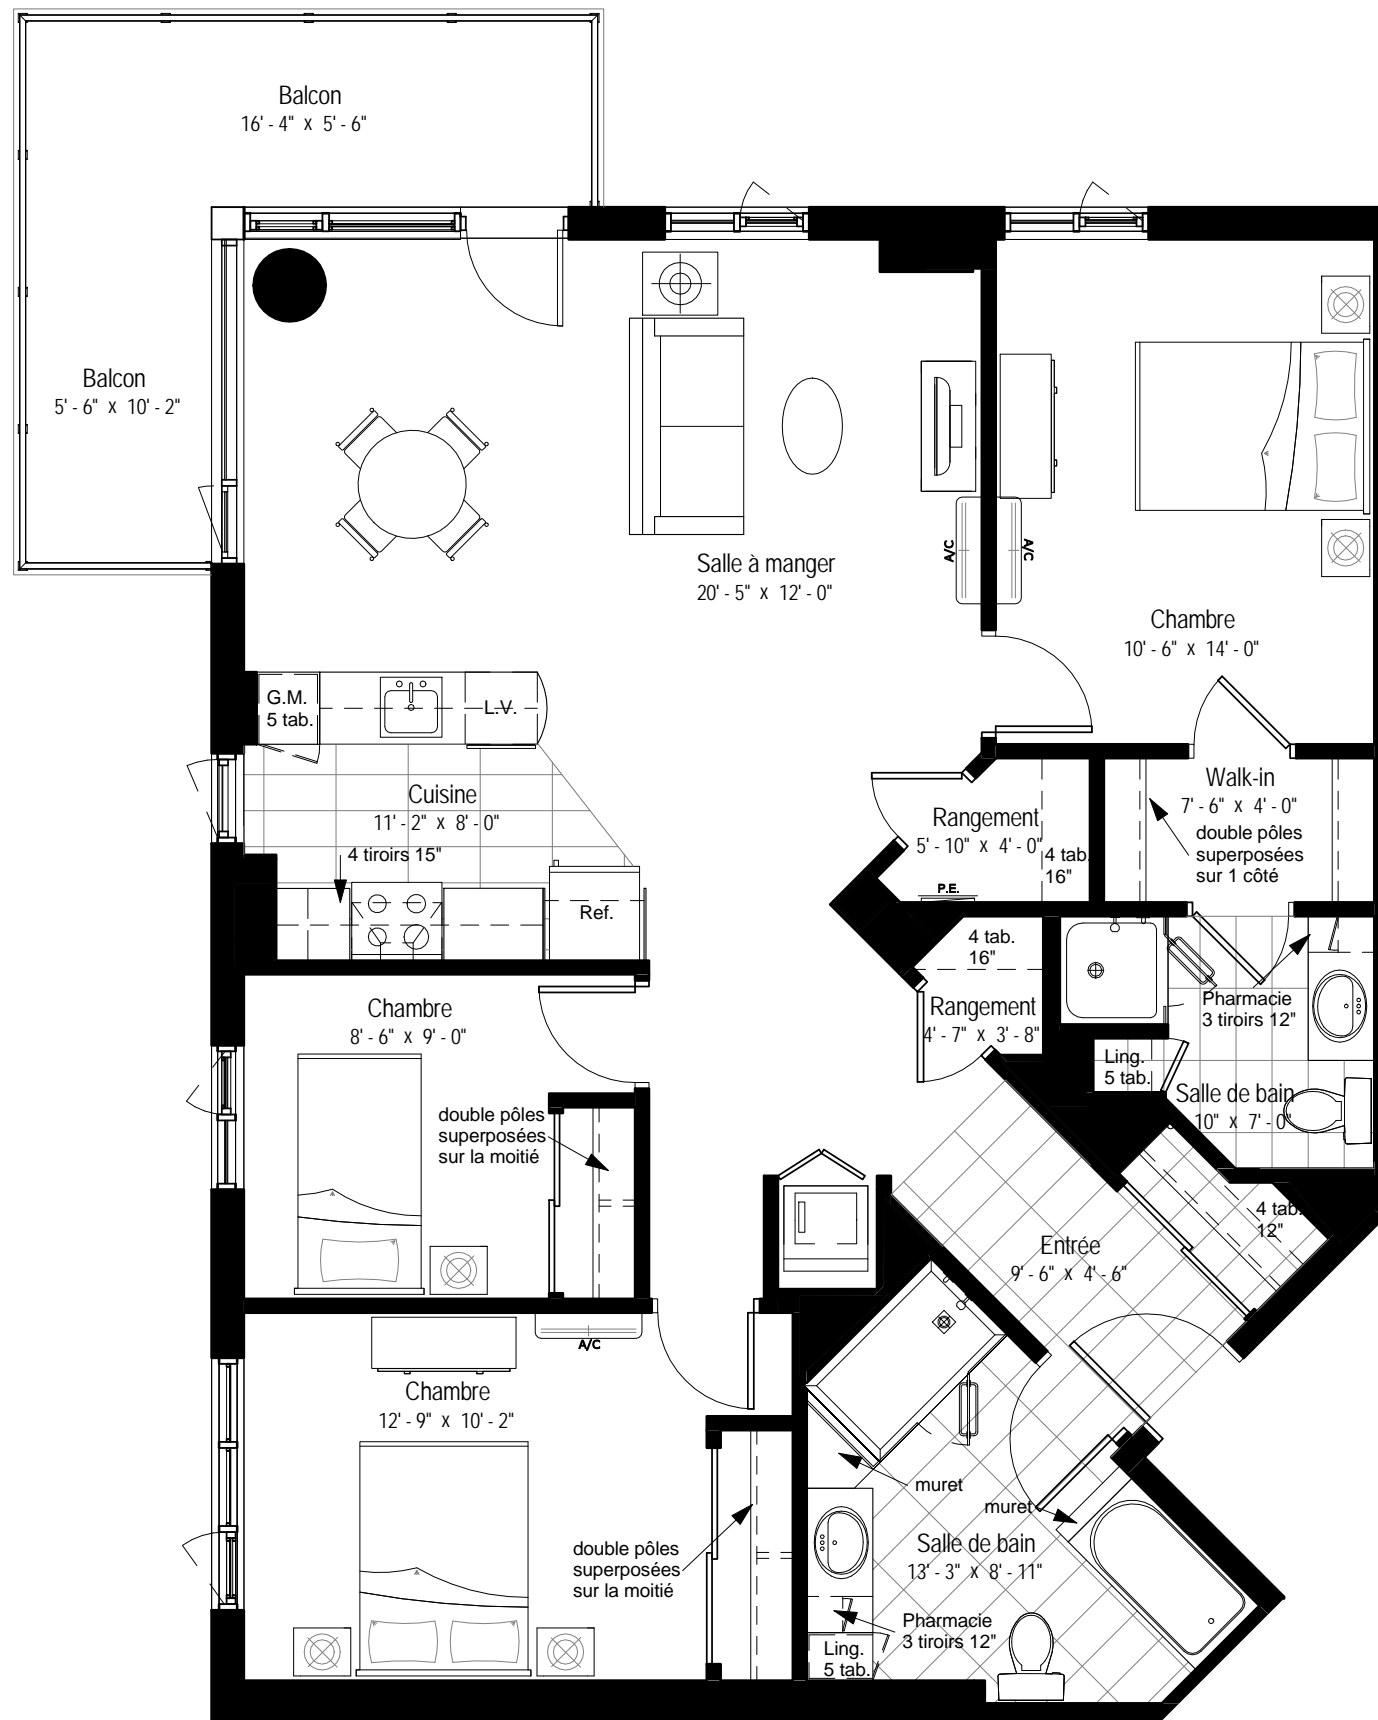 Balcon
16' - 4" x 5' - 6"
Balcon
5' - 6" x 10' - 2"
Salle à manger
20' - 5" x 12' - 0"
A/C
A/C
Chambre
10' - 6" x 14' - 0"
G.M.
5 tab.
L.V.
Cuisine
11' - 2" x 8' - 0"
4 tiroirs 15"
Ref.
Rangement
5' - 10" x 4' - 0"
4 tab.
16"
P.E.
Walk-in
7' - 6" x 4' - 0"
double pôles
superposées
sur 1 côté
4 tab.
16"
Rangement
4' - 7" x 3' - 8"
Pharmacie
3 tiroirs 12"
Ling.
5 tab.
Salle de bain
10" x 7' - 0"
Chambre
8' - 6" x 9' - 0"
double pôles
superposées
sur la moitié
4 tab.
12"
Entrée
9' - 6" x 4' - 6"
A/C
Chambre
12' - 9" x 10' - 2"
double pôles
superposées
sur la moitié
muret
muret
Salle de bain
13' - 3" x 8' - 11"
Pharmacie
3 tiroirs 12"
Ling.
5 tab.